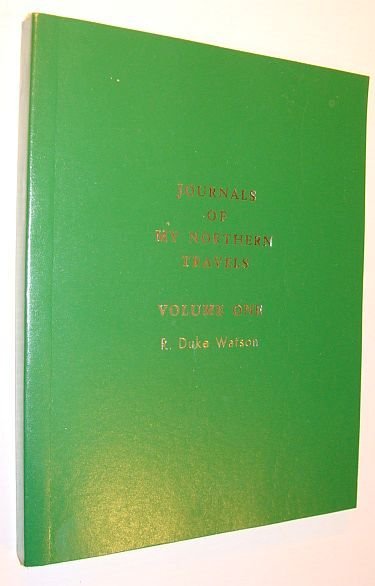 JOURNALS
OF
MY NORTHERN
TRAVELS
VOLUME ONE
R. Duke Watson